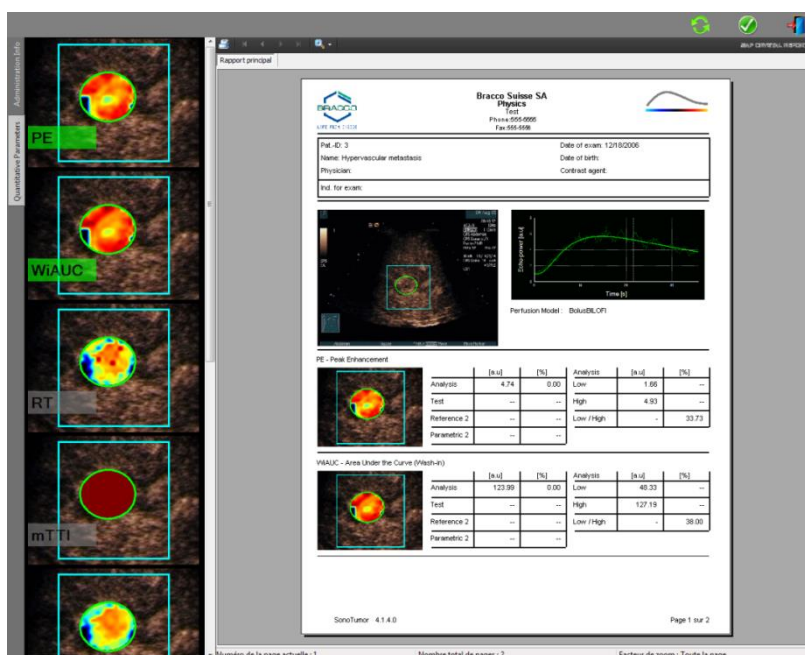 Rapport principal
Administration Info
Quantitative Parameters
PE
WiAUC
RT
mTTI
BRACCO
LIFE FROM INSIDE
Bracco Suisse SA
Physics
Test
Phone:555-5555
Fax:555-5556
Pat.-ID: 3
Date of exam: 12/18/2006
Name: Hypervascular metastasis
Date of birth:
Physician:
Contrast agent:
Ind. for exam:
Echo-power [a.u]
Time [s]
Perfusion Model : BolusBILOFI
PE - Peak Enhancement
[a.u] [%] Analysis [a.u] [%]
Analysis 4.74 0.00 Low 1.66 --
Test -- -- High 4.93 --
Reference 2 -- -- Low / High - 33.73
Parametric 2 -- --
WiAUC - Area Under the Curve (Wash-in)
[a.u] [%] Analysis [a.u] [%]
Analysis 123.99 0.00 Low 48.33 --
Test -- -- High 127.19 --
Reference 2 -- -- Low / High - 38.00
Parametric 2 -- --
SonoTumor 4.1.4.0
Page 1 sur 2
Numéro de la page actuelle : 1 Nombre total de pages : 2 Facteur de zoom : Toute la page